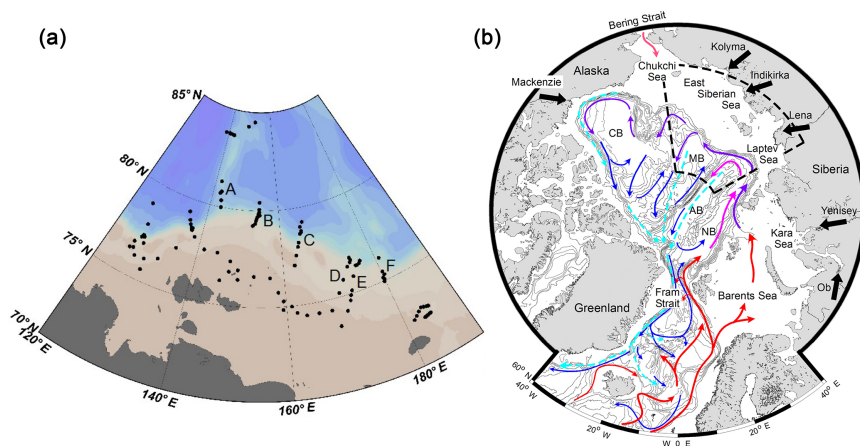 (a)
85° N
80° N
75° N
70° N
120° E
140° E
160° E
180° E
A
B
C
D
E
F
(b)
Bering Strait
Kolyma
Alaska
Chukchi
Sea
Indikirka
Mackenzie
East
Siberian
Sea
Lena
CB
Laptev
Sea
MB
Siberia
AB
NB
Yenisey
Kara
Sea
Fram
Strait
Barents Sea
Ob
Greenland
60° N
40° W
20° W
W 0 E
20° E
40° E